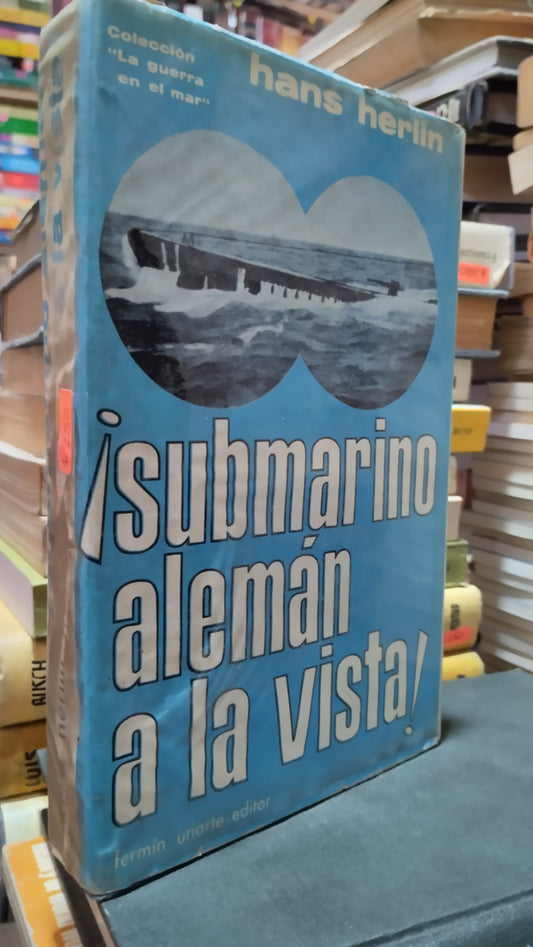 Colección
"La guerra
en el mar"
hans herlin
¡submarino
alemán
a la vista!
fermín uriarte-editor